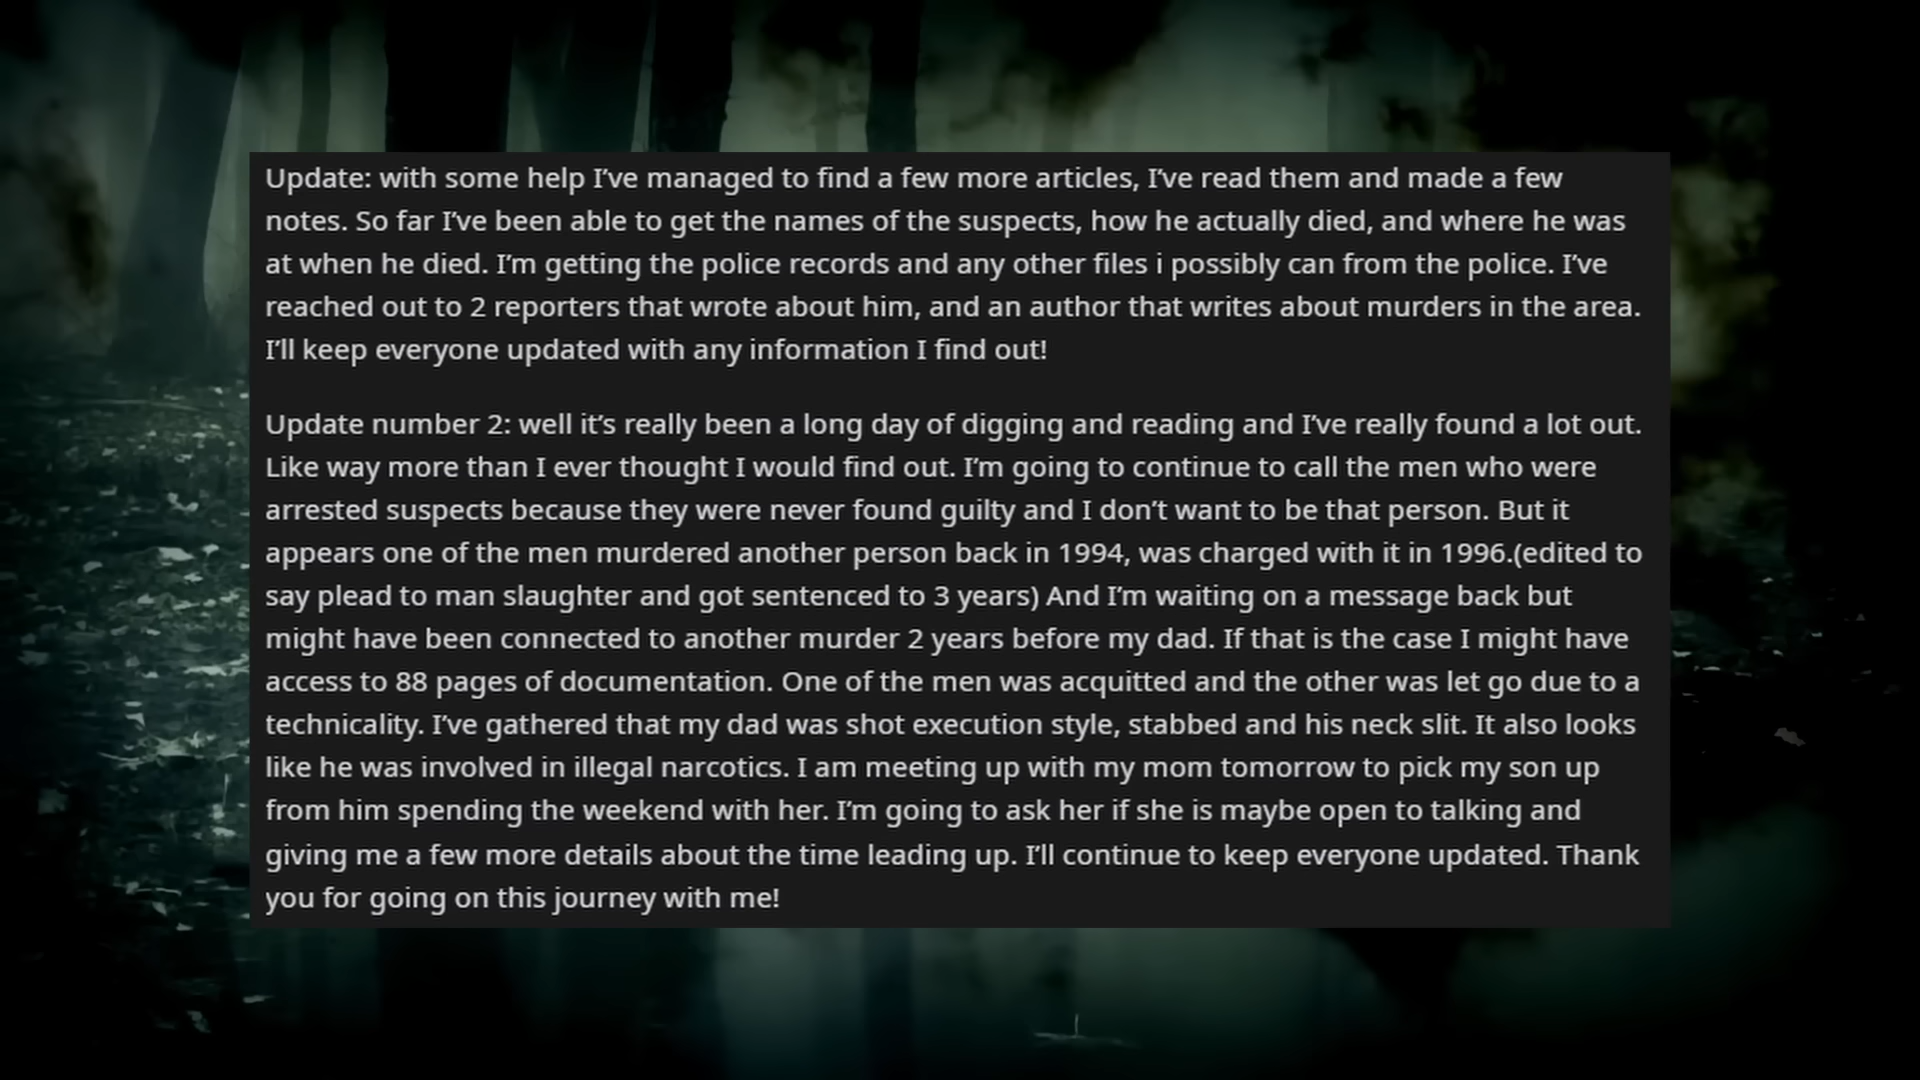 Update: with some help I've managed to find a few more articles, I've read them and made a few
notes. So far I've been able to get the names of the suspects, how he actually died, and where he was
at when he died. I'm getting the police records and any other files i possibly can from the police. I've
reached out to 2 reporters that wrote about him, and an author that writes about murders in the area.
I'll keep everyone updated with any information I find out!
Update number 2: well it's really been a long day of digging and reading and I've really found a lot out.
Like way more than I ever thought I would find out. I'm going to continue to call the men who were
arrested suspects because they were never found guilty and I don't want to be that person. But it
appears one of the men murdered another person back in 1994, was charged with it in 1996.(edited to
say plead to man slaughter and got sentenced to 3 years) And I'm waiting on a message back but
might have been connected to another murder 2 years before my dad. If that is the case I might have
access to 88 pages of documentation. One of the men was acquitted and the other was let go due to a
technicality. I've gathered that my dad was shot execution style, stabbed and his neck slit. It also looks
like he was involved in illegal narcotics. I am meeting up with my mom tomorrow to pick my son up
from him spending the weekend with her. I'm going to ask her if she is maybe open to talking and
giving me a few more details about the time leading up. I'll continue to keep everyone updated. Thank
you for going on this journey with me!